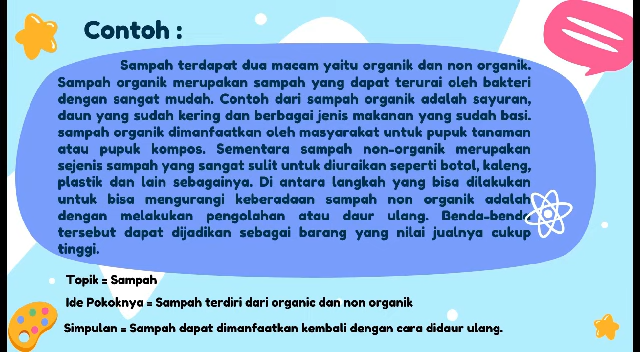 Contoh :
Sampah terdapat dua macam yaitu organik dan non organik.
Sampah organik merupakan sampah yang dapat terurai oleh bakteri
dengan sangat mudah. Contoh dari sampah organik adalah sayuran,
daun yang sudah kering dan berbagai jenis makanan yang sudah basi.
sampah organik dimanfaatkan oleh masyarakat untuk pupuk tanaman
atau pupuk kompos. Sementara sampah non-organik merupakan
sejenis sampah yang sangat sulit untuk diuraikan seperti botol, kaleng,
plastik dan lain sebagainya. Di antara langkah yang bisa dilakukan
untuk bisa mengurangi keberadaan sampah non organik adalah
dengan melakukan pengolahan atau daur ulang. Benda-benda
tersebut dapat dijadikan sebagai barang yang nilai jualnya cukup
tinggi.
Topik = Sampah
Ide Pokoknya = Sampah terdiri dari organic dan non organik
Simpulan = Sampah dapat dimanfaatkan kembali dengan cara didaur ulang.